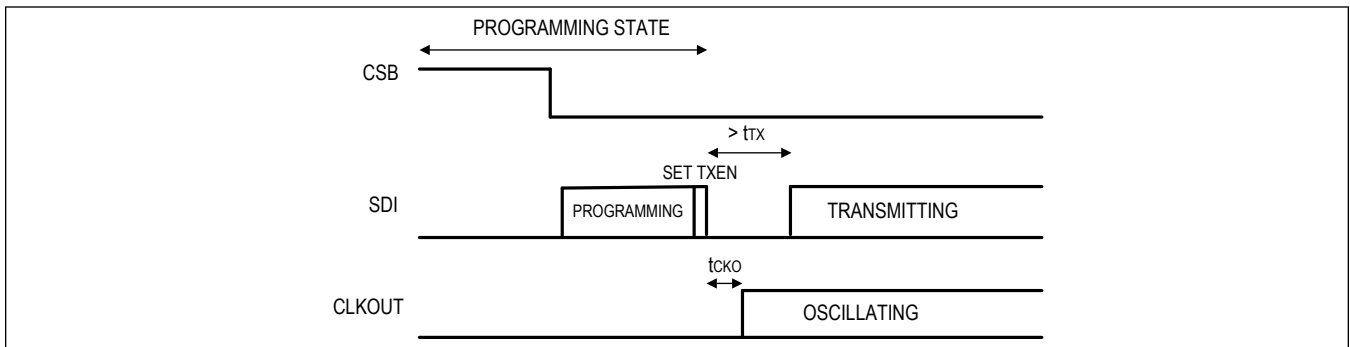 PROGRAMMING STATE
CSB
> tTX
SET TXEN
SDI
PROGRAMMING
TRANSMITTING
tCKO
CLKOUT
OSCILLATING